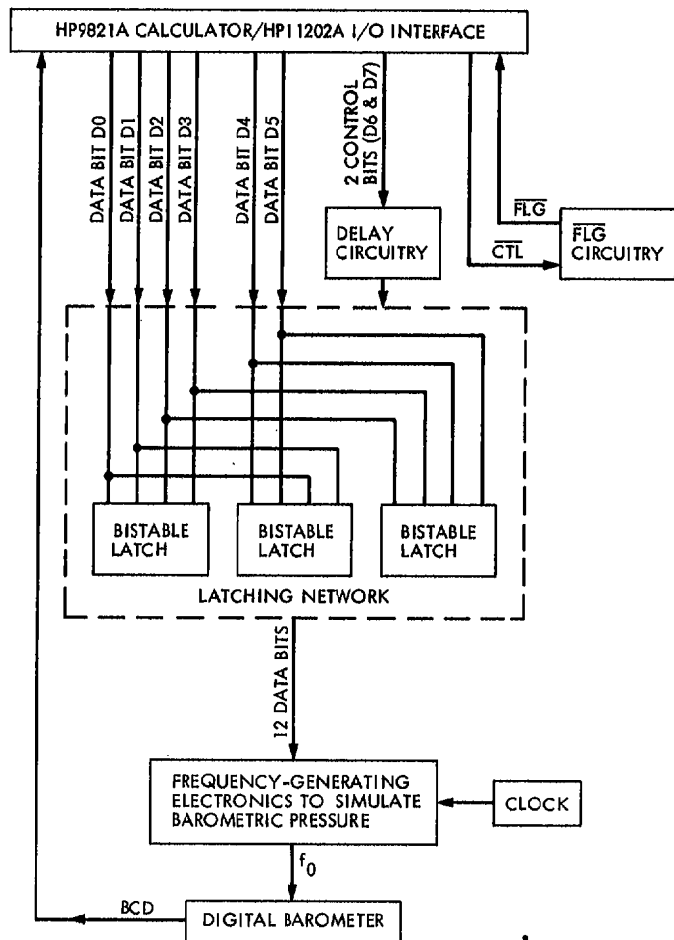 HP9821A CALCULATOR/HP11202A I/O INTERFACE
DATA BIT D0
DATA BIT D1
DATA BIT D2
DATA BIT D3
DATA BIT D4
DATA BIT D5
2 CONTROL
BITS (D6 & D7)
FLG
CTL
FLG
CIRCUITRY
DELAY
CIRCUITRY
BISTABLE
LATCH
BISTABLE
LATCH
BISTABLE
LATCH
LATCHING NETWORK
12 DATA BITS
FREQUENCY-GENERATING
ELECTRONICS TO SIMULATE
BAROMETRIC PRESSURE
CLOCK
f0
BCD
DIGITAL BAROMETER